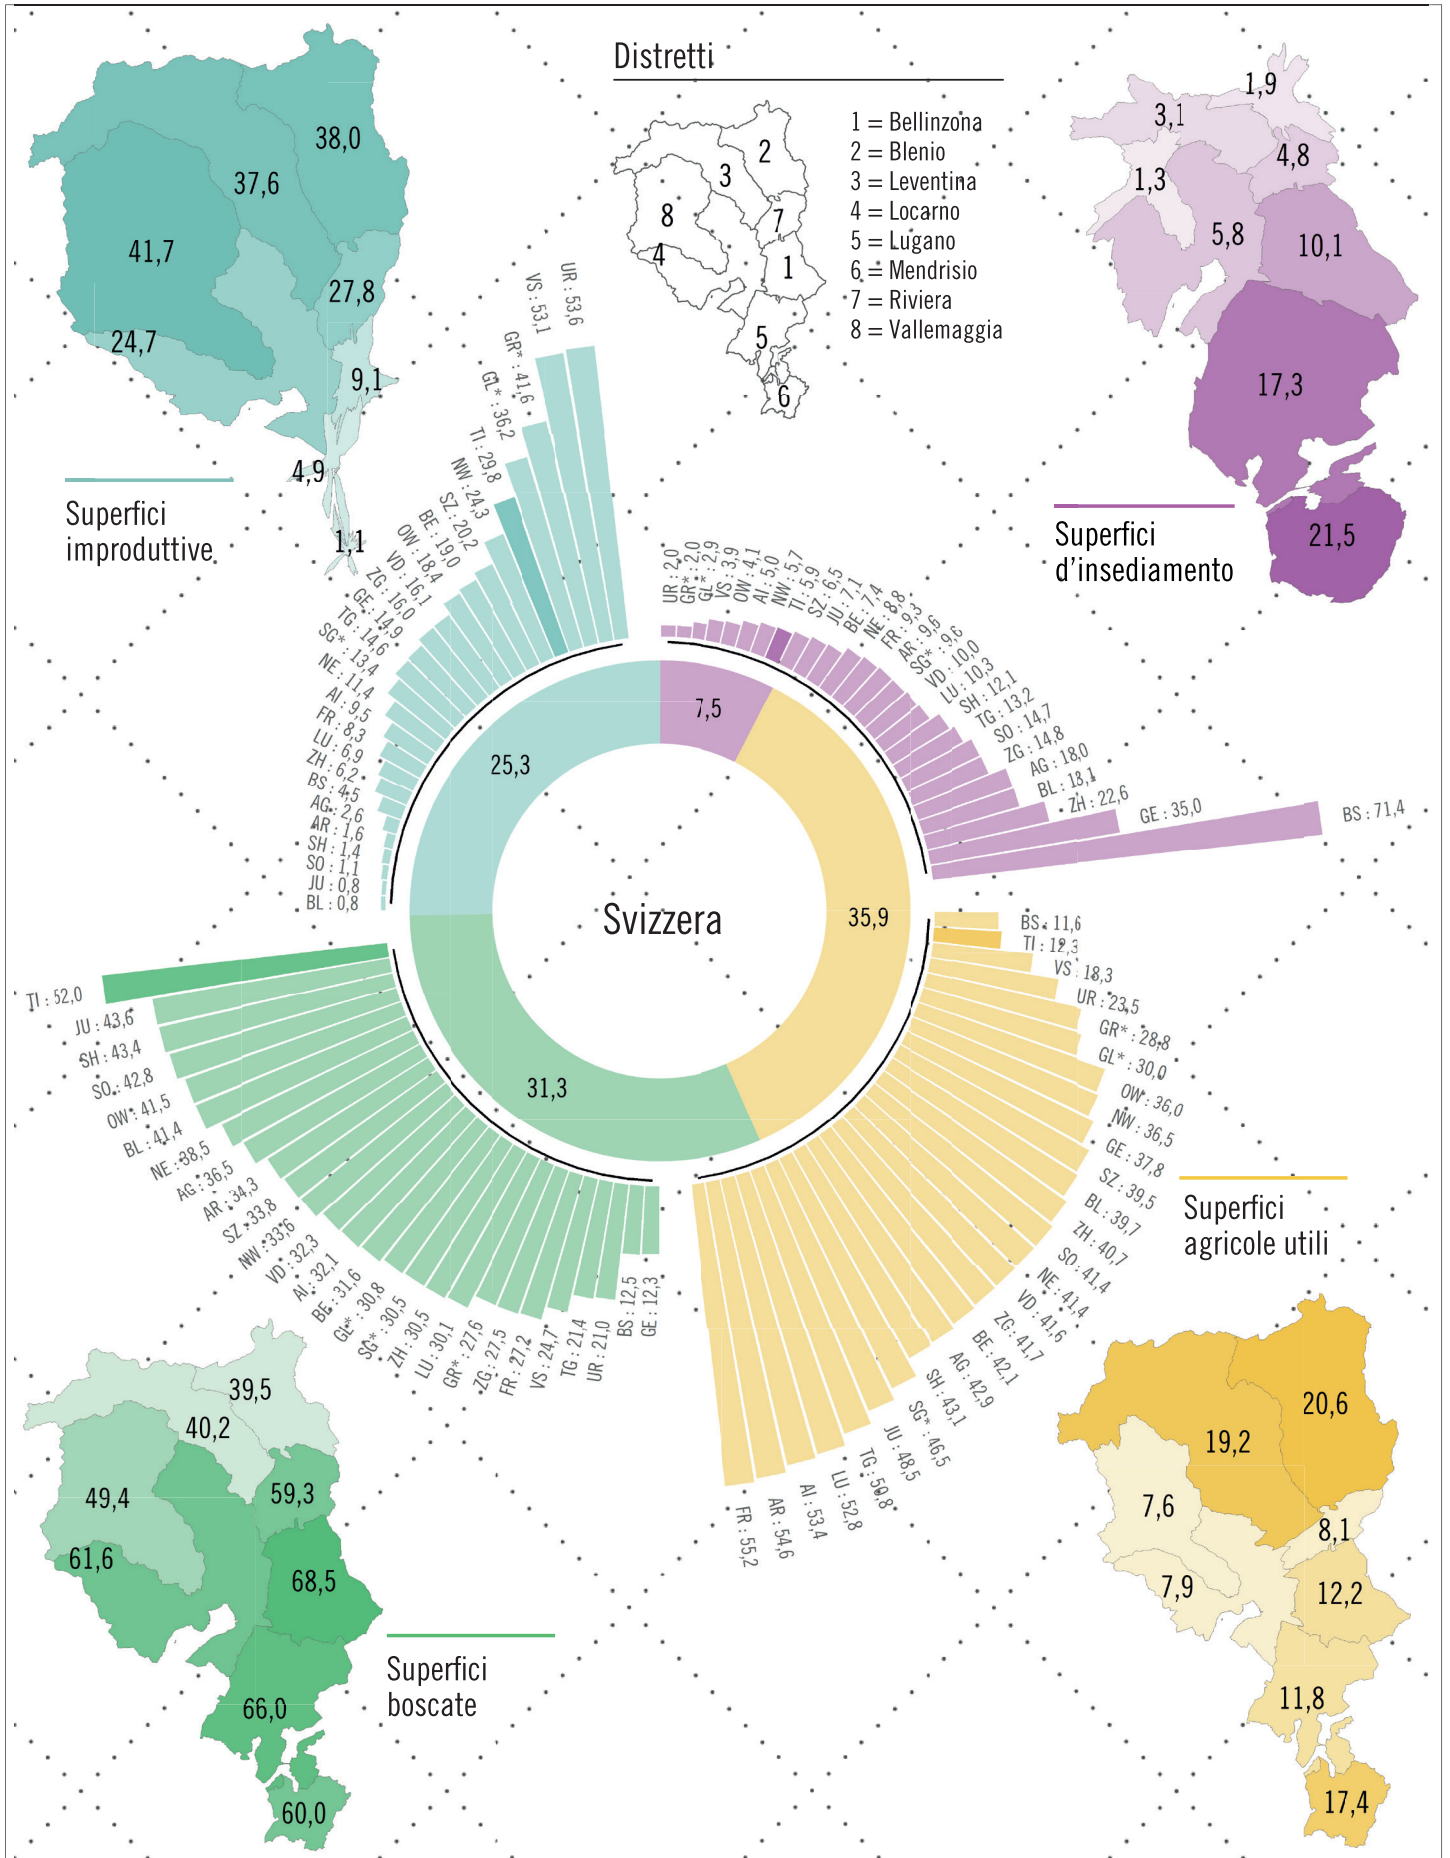 38,0
37,6
41,7
27,8
24,7
9,1
4,9
1,1
Superfici
improduttive
Distretti
2
3
8
7
4
1
5
6
1 = Bellinzona
2 = Blenio
3 = Leventina
4 = Locarno
5 = Lugano
6 = Mendrisio
7 = Riviera
8 = Vallemaggia
1,9
3,1
4,8
1,3
5,8
10,1
17,3
21,5
Superfici
d'insediamento
UR : 53,6
VS : 53,1
GR* : 41,6
GL* : 36,2
TI : 29,8
NW : 24,3
SZ : 20,2
BE : 19,0
OW : 18,4
VD : 16,1
ZG : 16,0
GE : 14,9
TG : 14,6
SG* : 13,4
NE : 11,4
AI : 9,5
FR : 8,3
LU : 6,9
ZH : 6,2
BS : 4,5
AG : 2,6
AR : 1,6
SH : 1,4
SO : 1,1
JU : 0,8
BL : 0,8
UR : 2,0
GR* : 2,0
GL* : 2,9
VS : 3,9
OW : 4,1
AI : 5,0
NW : 5,7
TI : 5,9
SZ : 6,5
JU : 7,1
BE : 7,4
NE : 8,8
FR : 9,3
AR : 9,6
SG* : 9,6
VD : 10,0
LU : 10,3
SH : 12,1
TG : 13,2
SO : 14,7
ZG : 14,8
AG : 18,0
BL : 18,1
ZH : 22,6
GE : 35,0
BS : 71,4
7,5
25,3
35,9
31,3
Svizzera
BS : 11,6
TI : 12,3
VS : 18,3
UR : 23,5
GR* : 28,8
GL* : 30,0
OW : 36,0
NW : 36,5
GE : 37,8
SZ : 39,5
BL : 39,7
ZH : 40,7
SO : 41,4
NE : 41,4
VD : 41,6
ZG : 41,7
BE : 42,1
AG : 42,9
SH : 43,1
SG* : 46,5
JU : 48,5
TG : 50,8
LU : 52,8
AI : 53,4
AR : 54,6
FR : 55,2
TI : 52,0
JU : 43,6
SH : 43,4
SO : 42,8
OW : 41,5
BL : 41,4
NE : 38,5
AG : 36,5
AR : 34,3
SZ : 33,8
NW : 33,6
VD : 32,3
AI : 32,1
BE : 31,6
GL* : 30,8
SG* : 30,5
ZH : 30,5
LU : 30,1
GR* : 27,6
ZG : 27,5
FR : 27,2
VS : 24,7
TG : 21,4
UR : 21,0
BS : 12,5
GE : 12,3
Superfici
agricole utili
39,5
40,2
49,4
59,3
61,6
68,5
66,0
60,0
Superfici
boscate
20,6
19,2
7,6
8,1
7,9
12,2
11,8
17,4